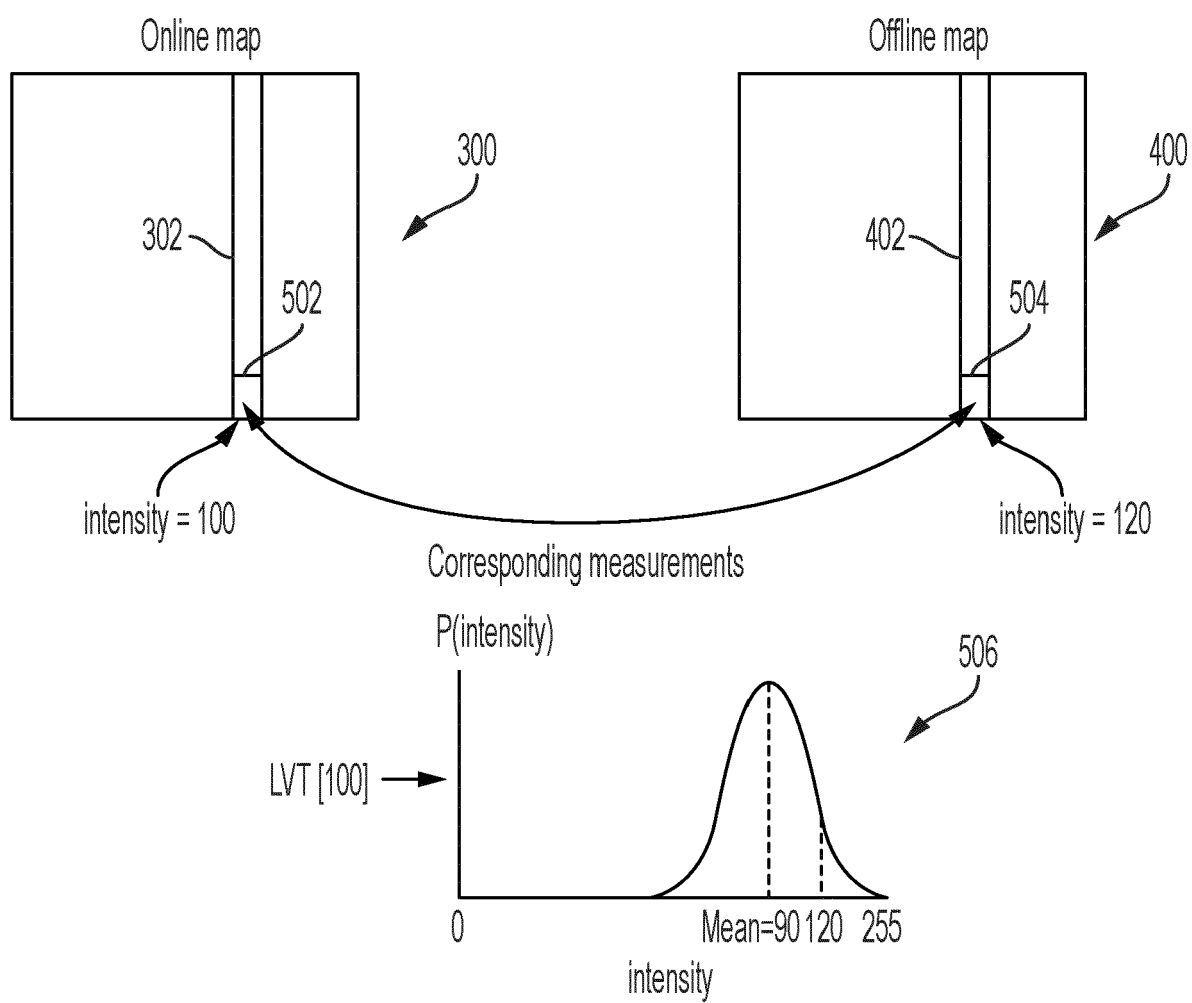 Online map
Offline map
300
400
302
402
502
504
intensity = 100
intensity = 120
Corresponding measurements
P(intensity)
506
LVT [100]
0
Mean=90
120
255
intensity